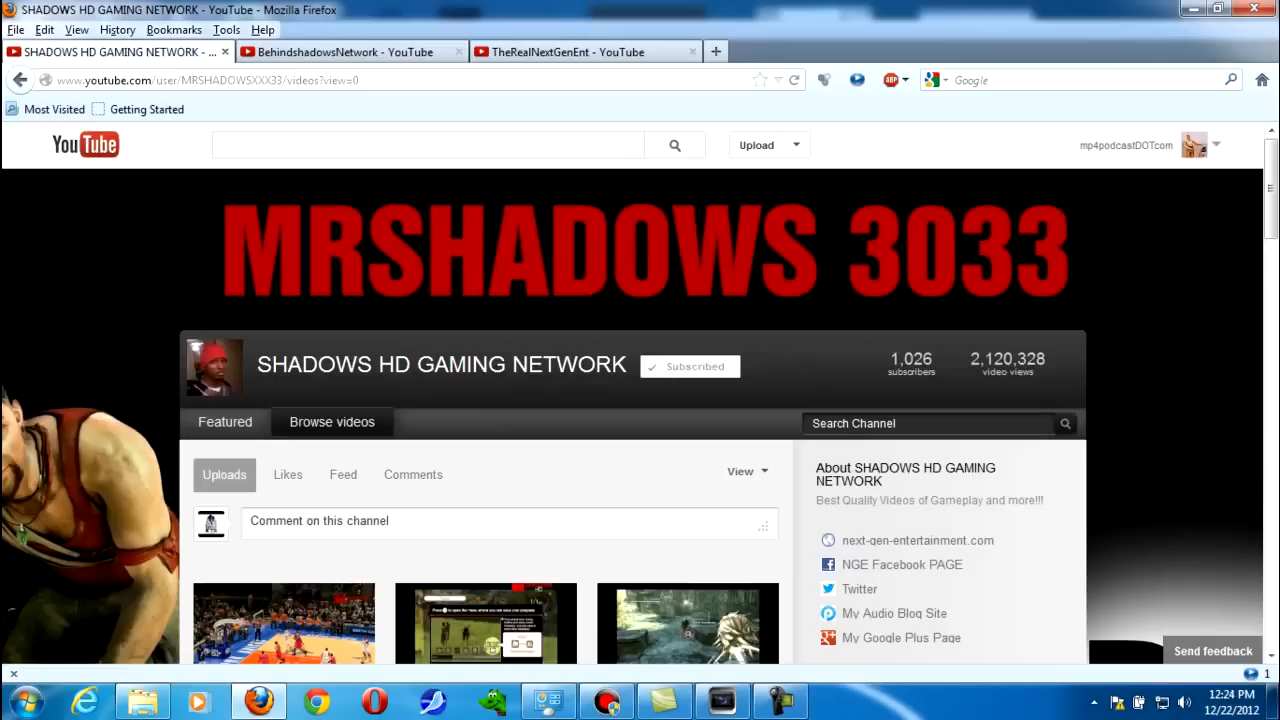 SHADOWS HD GAMING NETWORK - YouTube - Mozilla Firefox
File Edit View History Bookmarks Tools Help
SHADOWS HD GAMING NETWORK - ... × BehindshadowsNetwork - YouTube × TheRealNextGenEnt - YouTube × +
www.youtube.com/user/MRSHADOWSXXX33/videos?view=0 ABP Google
Most Visited Getting Started
YouTube Upload mp4podcastDOTcom
MRSHADOWS 3033
SHADOWS HD GAMING NETWORK Subscribed 1,026 2,120,328
subscribers video views
Featured Browse videos Search Channel
Uploads Likes Feed Comments View
Comment on this channel
About SHADOWS HD GAMING
NETWORK
Best Quality Videos of Gameplay and more!!!
next-gen-entertainment.com
NGE Facebook PAGE
Twitter
My Audio Blog Site
My Google Plus Page
Send feedback
× 1
12:24 PM
12/22/2012